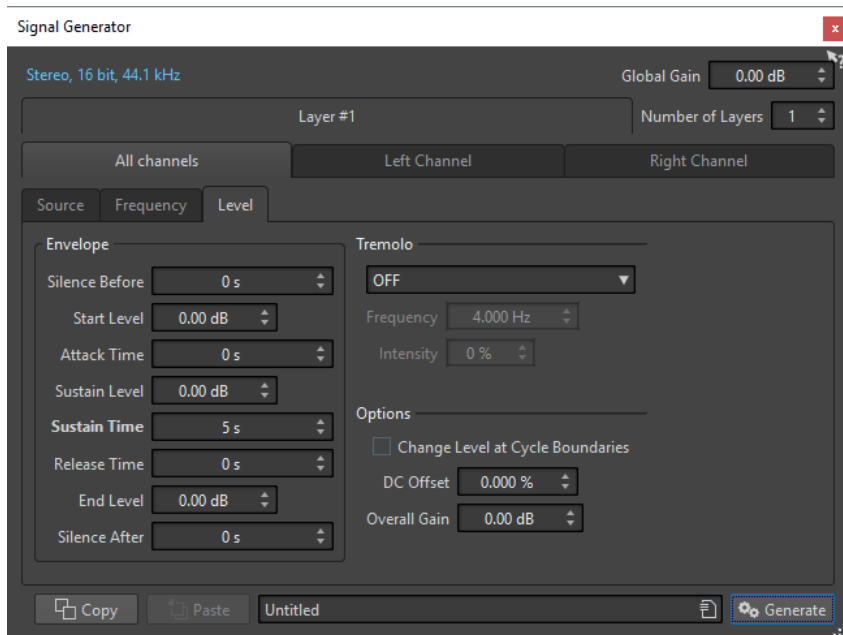 Signal Generator
x
Stereo, 16 bit, 44.1 kHz
Global Gain 0.00 dB
Layer #1
Number of Layers 1
All channels Left Channel Right Channel
Source Frequency Level
Envelope
Silence Before 0 s
Start Level 0.00 dB
Attack Time 0 s
Sustain Level 0.00 dB
Sustain Time 5 s
Release Time 0 s
End Level 0.00 dB
Silence After 0 s
Tremolo
OFF
Frequency 4.000 Hz
Intensity 0 %
Options
Change Level at Cycle Boundaries
DC Offset 0.000 %
Overall Gain 0.00 dB
Copy Paste Untitled Generate